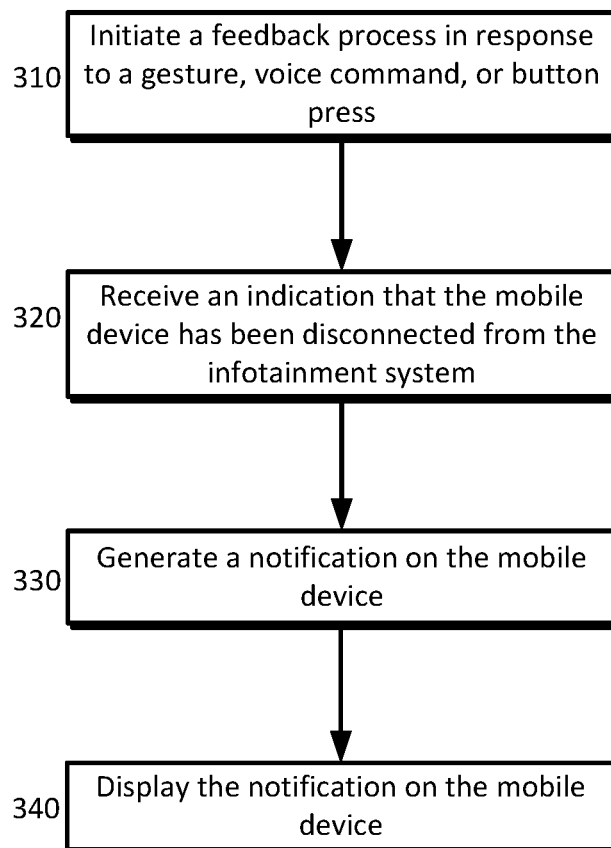 Initiate a feedback process in response
310 to a gesture, voice command, or button
press
Receive an indication that the mobile
320 device has been disconnected from the
infotainment system
330 Generate a notification on the mobile
device
340 Display the notification on the mobile
device